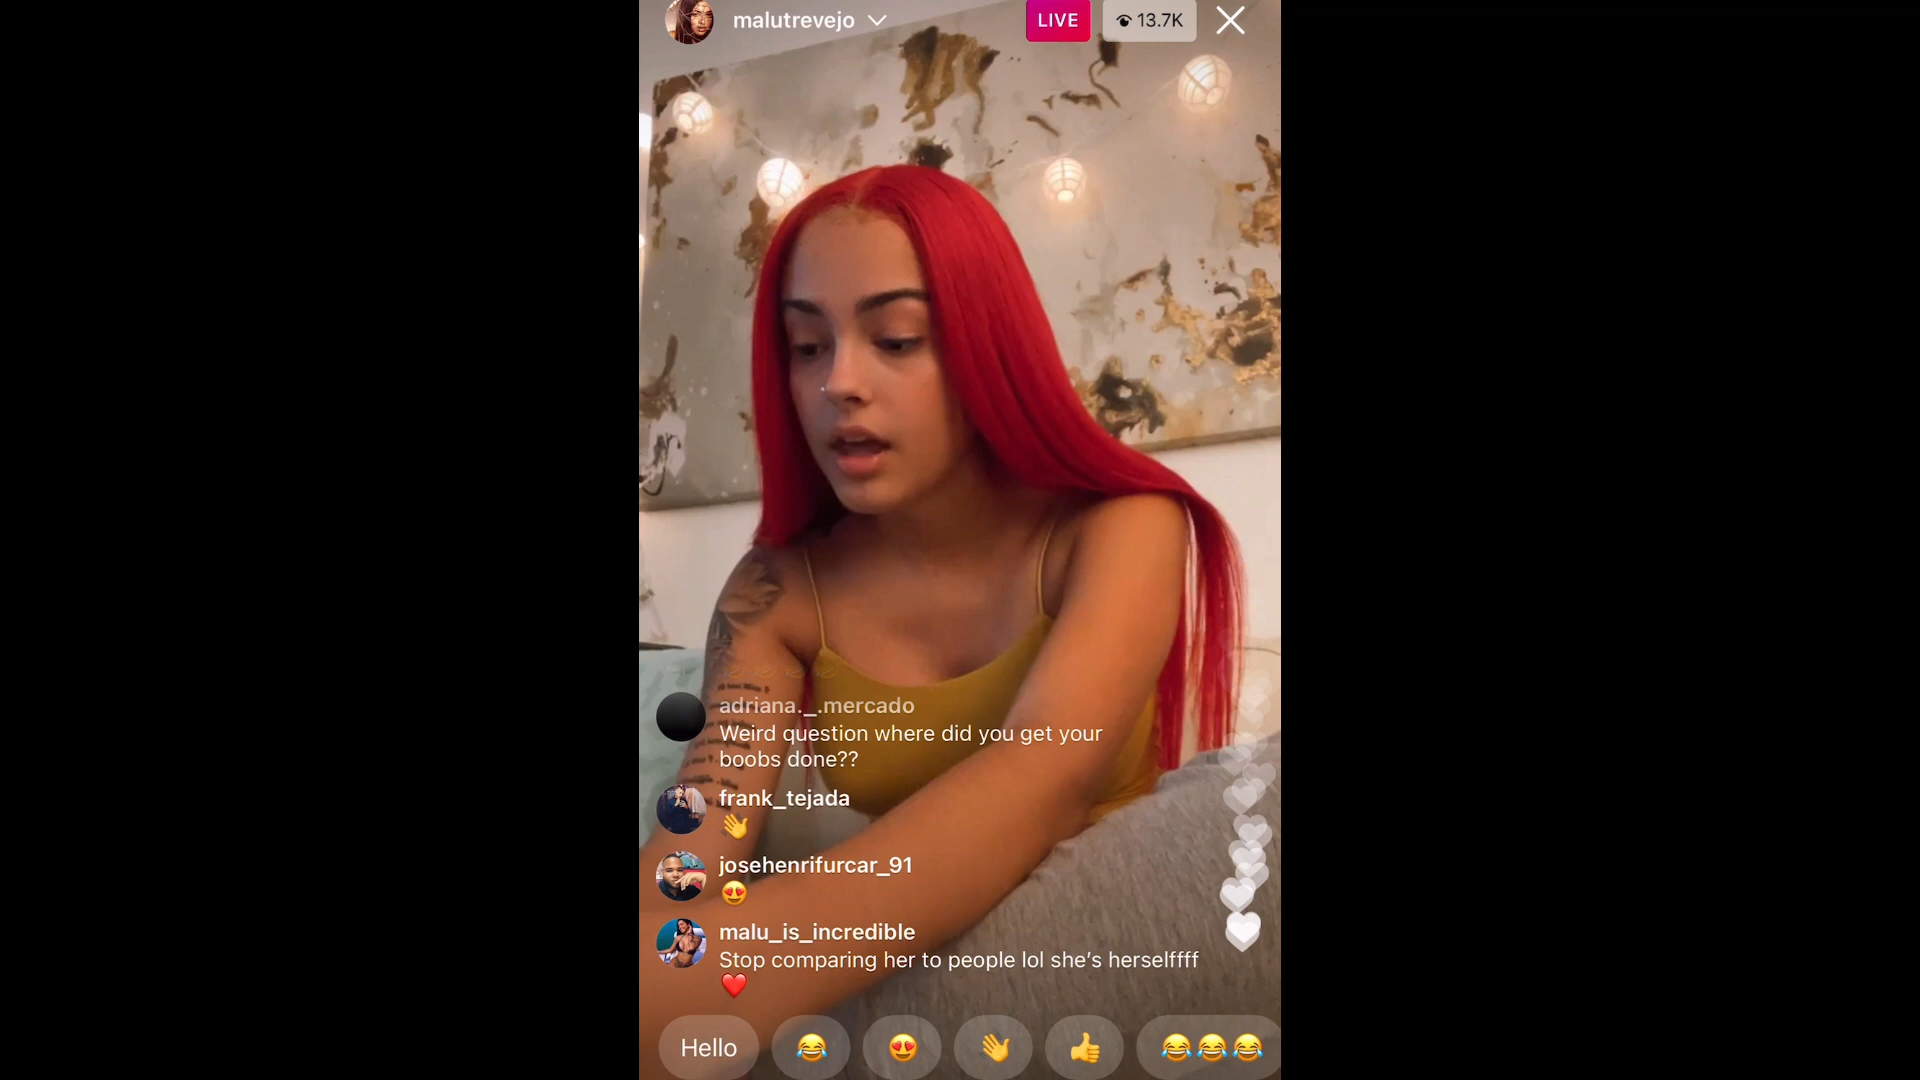 malutrevejo
LIVE
13.7K
adriana._.mercado
Weird question where did you get your
boobs done??
frank_tejada
👋
josehenrifurcar_91
😍
malu_is_incredible
Stop comparing her to people lol she's herselffff
❤️
Hello 😂 😍 👋 👍 😂😂😂